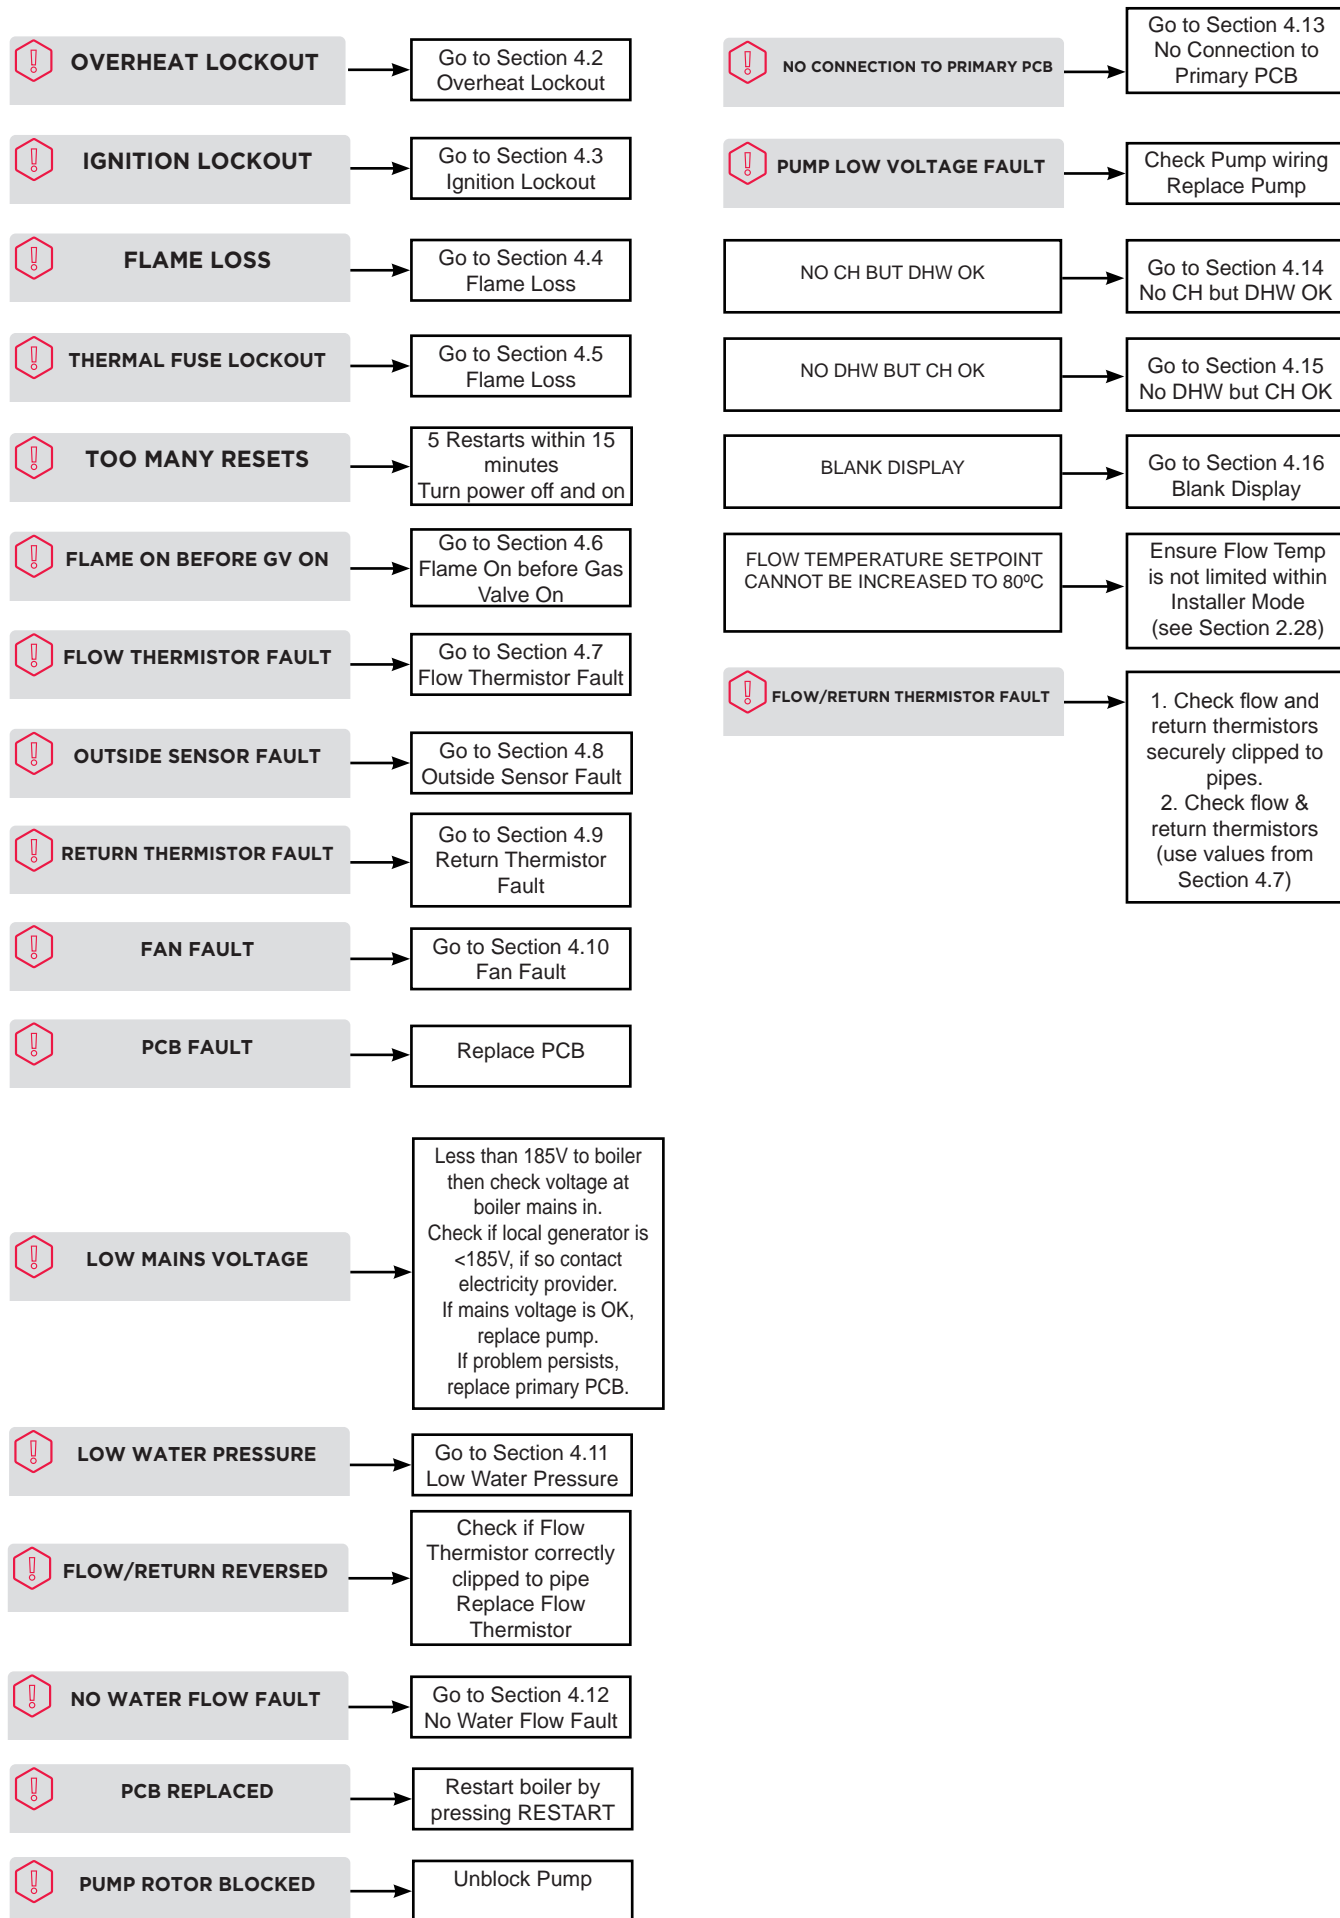 OVERHEAT LOCKOUT
Go to Section 4.2
Overheat Lockout
IGNITION LOCKOUT
Go to Section 4.3
Ignition Lockout
FLAME LOSS
Go to Section 4.4
Flame Loss
THERMAL FUSE LOCKOUT
Go to Section 4.5
Flame Loss
TOO MANY RESETS
5 Restarts within 15
minutes
Turn power off and on
FLAME ON BEFORE GV ON
Go to Section 4.6
Flame On before Gas
Valve On
FLOW THERMISTOR FAULT
Go to Section 4.7
Flow Thermistor Fault
OUTSIDE SENSOR FAULT
Go to Section 4.8
Outside Sensor Fault
RETURN THERMISTOR FAULT
Go to Section 4.9
Return Thermistor
Fault
FAN FAULT
Go to Section 4.10
Fan Fault
PCB FAULT
Replace PCB
LOW MAINS VOLTAGE
Less than 185V to boiler
then check voltage at
boiler mains in.
Check if local generator is
<185V, if so contact
electricity provider.
If mains voltage is OK,
replace pump.
If problem persists,
replace primary PCB.
LOW WATER PRESSURE
Go to Section 4.11
Low Water Pressure
FLOW/RETURN REVERSED
Check if Flow
Thermistor correctly
clipped to pipe
Replace Flow
Thermistor
NO WATER FLOW FAULT
Go to Section 4.12
No Water Flow Fault
PCB REPLACED
Restart boiler by
pressing RESTART
PUMP ROTOR BLOCKED
Unblock Pump
NO CONNECTION TO PRIMARY PCB
Go to Section 4.13
No Connection to
Primary PCB
PUMP LOW VOLTAGE FAULT
Check Pump wiring
Replace Pump
NO CH BUT DHW OK
Go to Section 4.14
No CH but DHW OK
NO DHW BUT CH OK
Go to Section 4.15
No DHW but CH OK
BLANK DISPLAY
Go to Section 4.16
Blank Display
FLOW TEMPERATURE SETPOINT
CANNOT BE INCREASED TO 80ºC
Ensure Flow Temp
is not limited within
Installer Mode
(see Section 2.28)
FLOW/RETURN THERMISTOR FAULT
1. Check flow and
return thermistors
securely clipped to
pipes.
2. Check flow &
return thermistors
(use values from
Section 4.7)